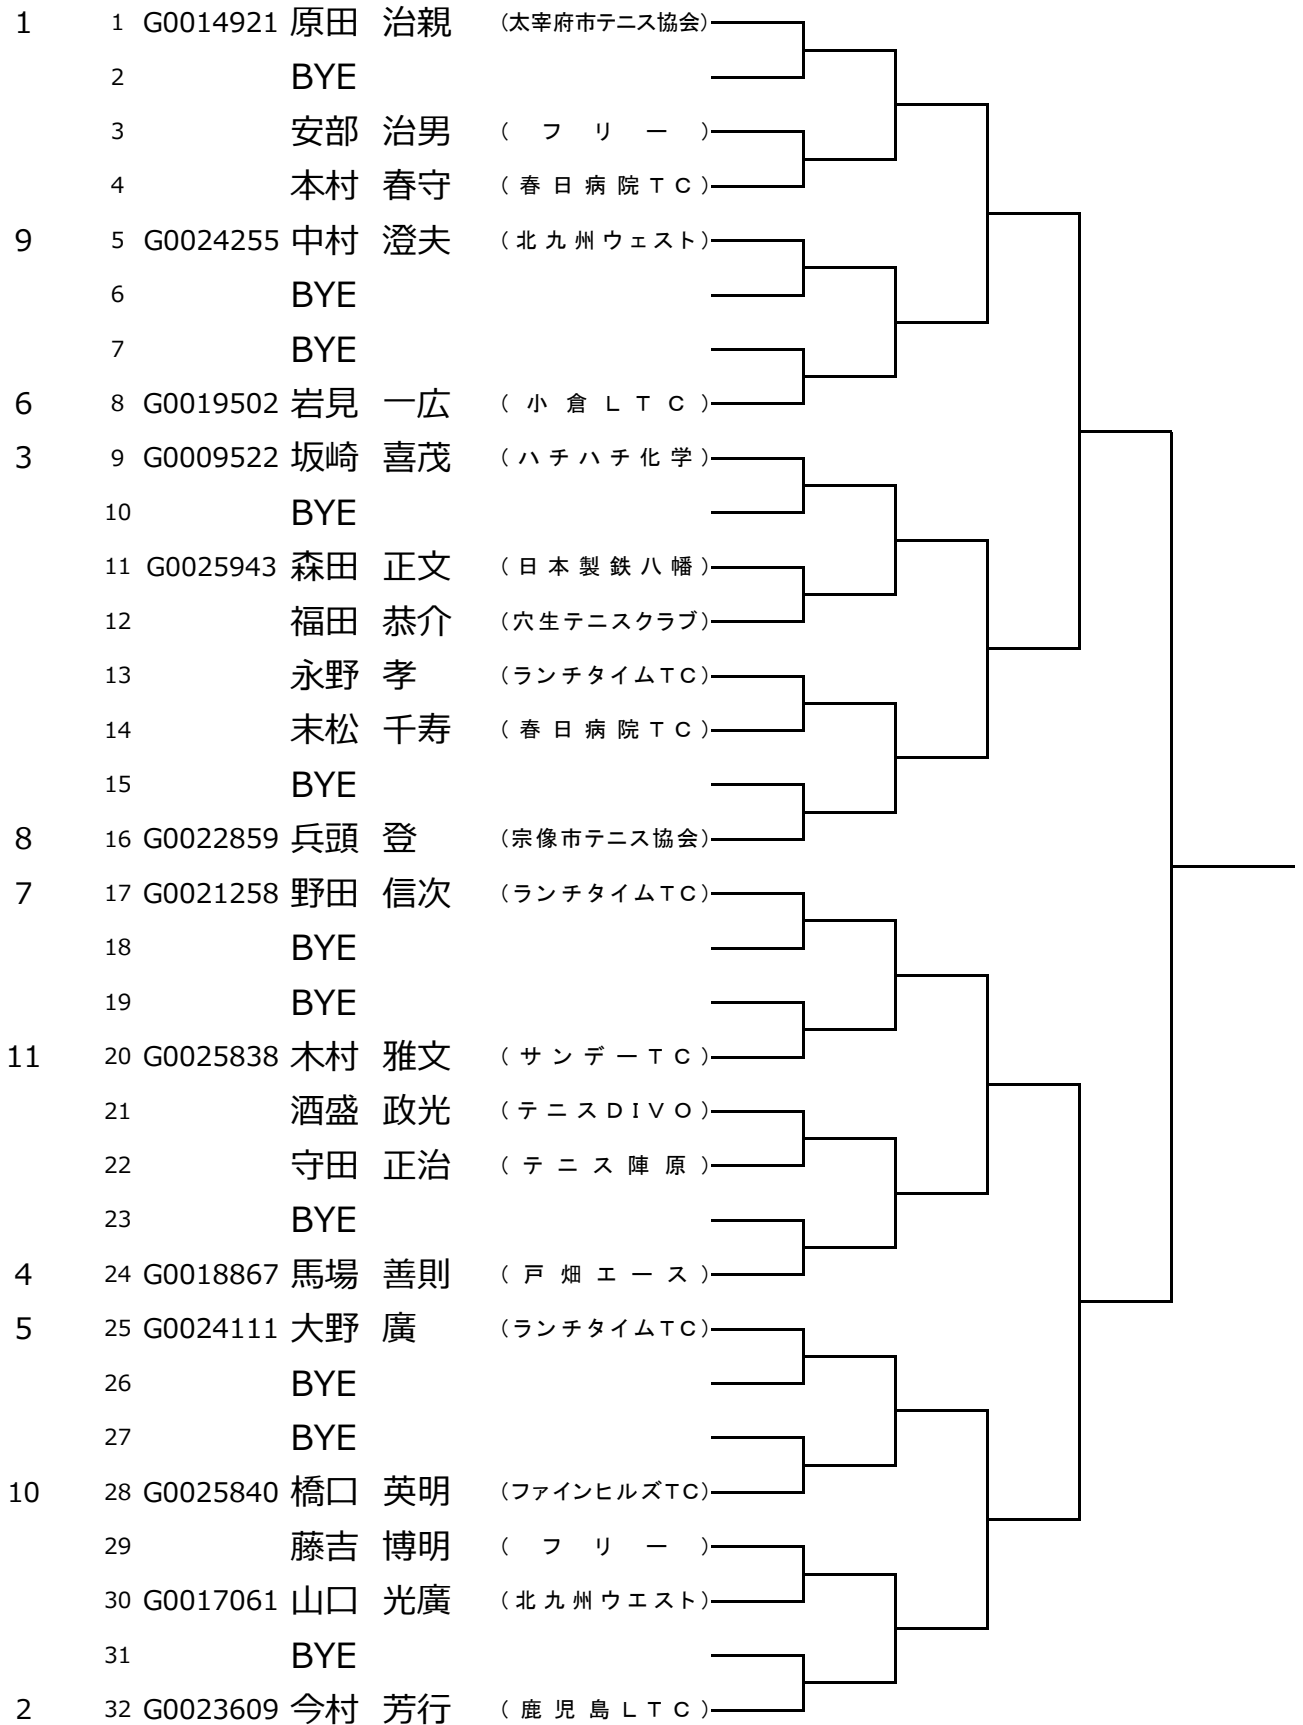 1 1 G0014921 原田 治親 (太宰府市テニス協会)
2 BYE
3 安部 治男 ( フ リ ー )
4 本村 春守 ( 春 日 病 院 T C )
9 5 G0024255 中村 澄夫 ( 北 九 州 ウ ェ ス ト )
6 BYE
7 BYE
6 8 G0019502 岩見 一広 ( 小 倉 L T C )
3 9 G0009522 坂崎 喜茂 ( ハ チ ハ チ 化 学 )
10 BYE
11 G0025943 森田 正文 ( 日 本 製 鉄 八 幡 )
12 福田 恭介 (穴生テニスクラブ)
13 永野 孝 (ランチタイムTC)
14 末松 千寿 ( 春 日 病 院 T C )
15 BYE
8 16 G0022859 兵頭 登 (宗像市テニス協会)
7 17 G0021258 野田 信次 (ランチタイムTC)
18 BYE
19 BYE
11 20 G0025838 木村 雅文 ( サ ン デ ー T C )
21 酒盛 政光 ( テ ニ ス D I V O )
22 守田 正治 ( テ ニ ス 陣 原 )
23 BYE
4 24 G0018867 馬場 善則 ( 戸 畑 エ ー ス )
5 25 G0024111 大野 廣 (ランチタイムTC)
26 BYE
27 BYE
10 28 G0025840 橋口 英明 (ファインヒルズTC)
29 藤吉 博明 ( フ リ ー )
30 G0017061 山口 光廣 ( 北 九 州 ウ エ ス ト )
31 BYE
2 32 G0023609 今村 芳行 ( 鹿 児 島 L T C )